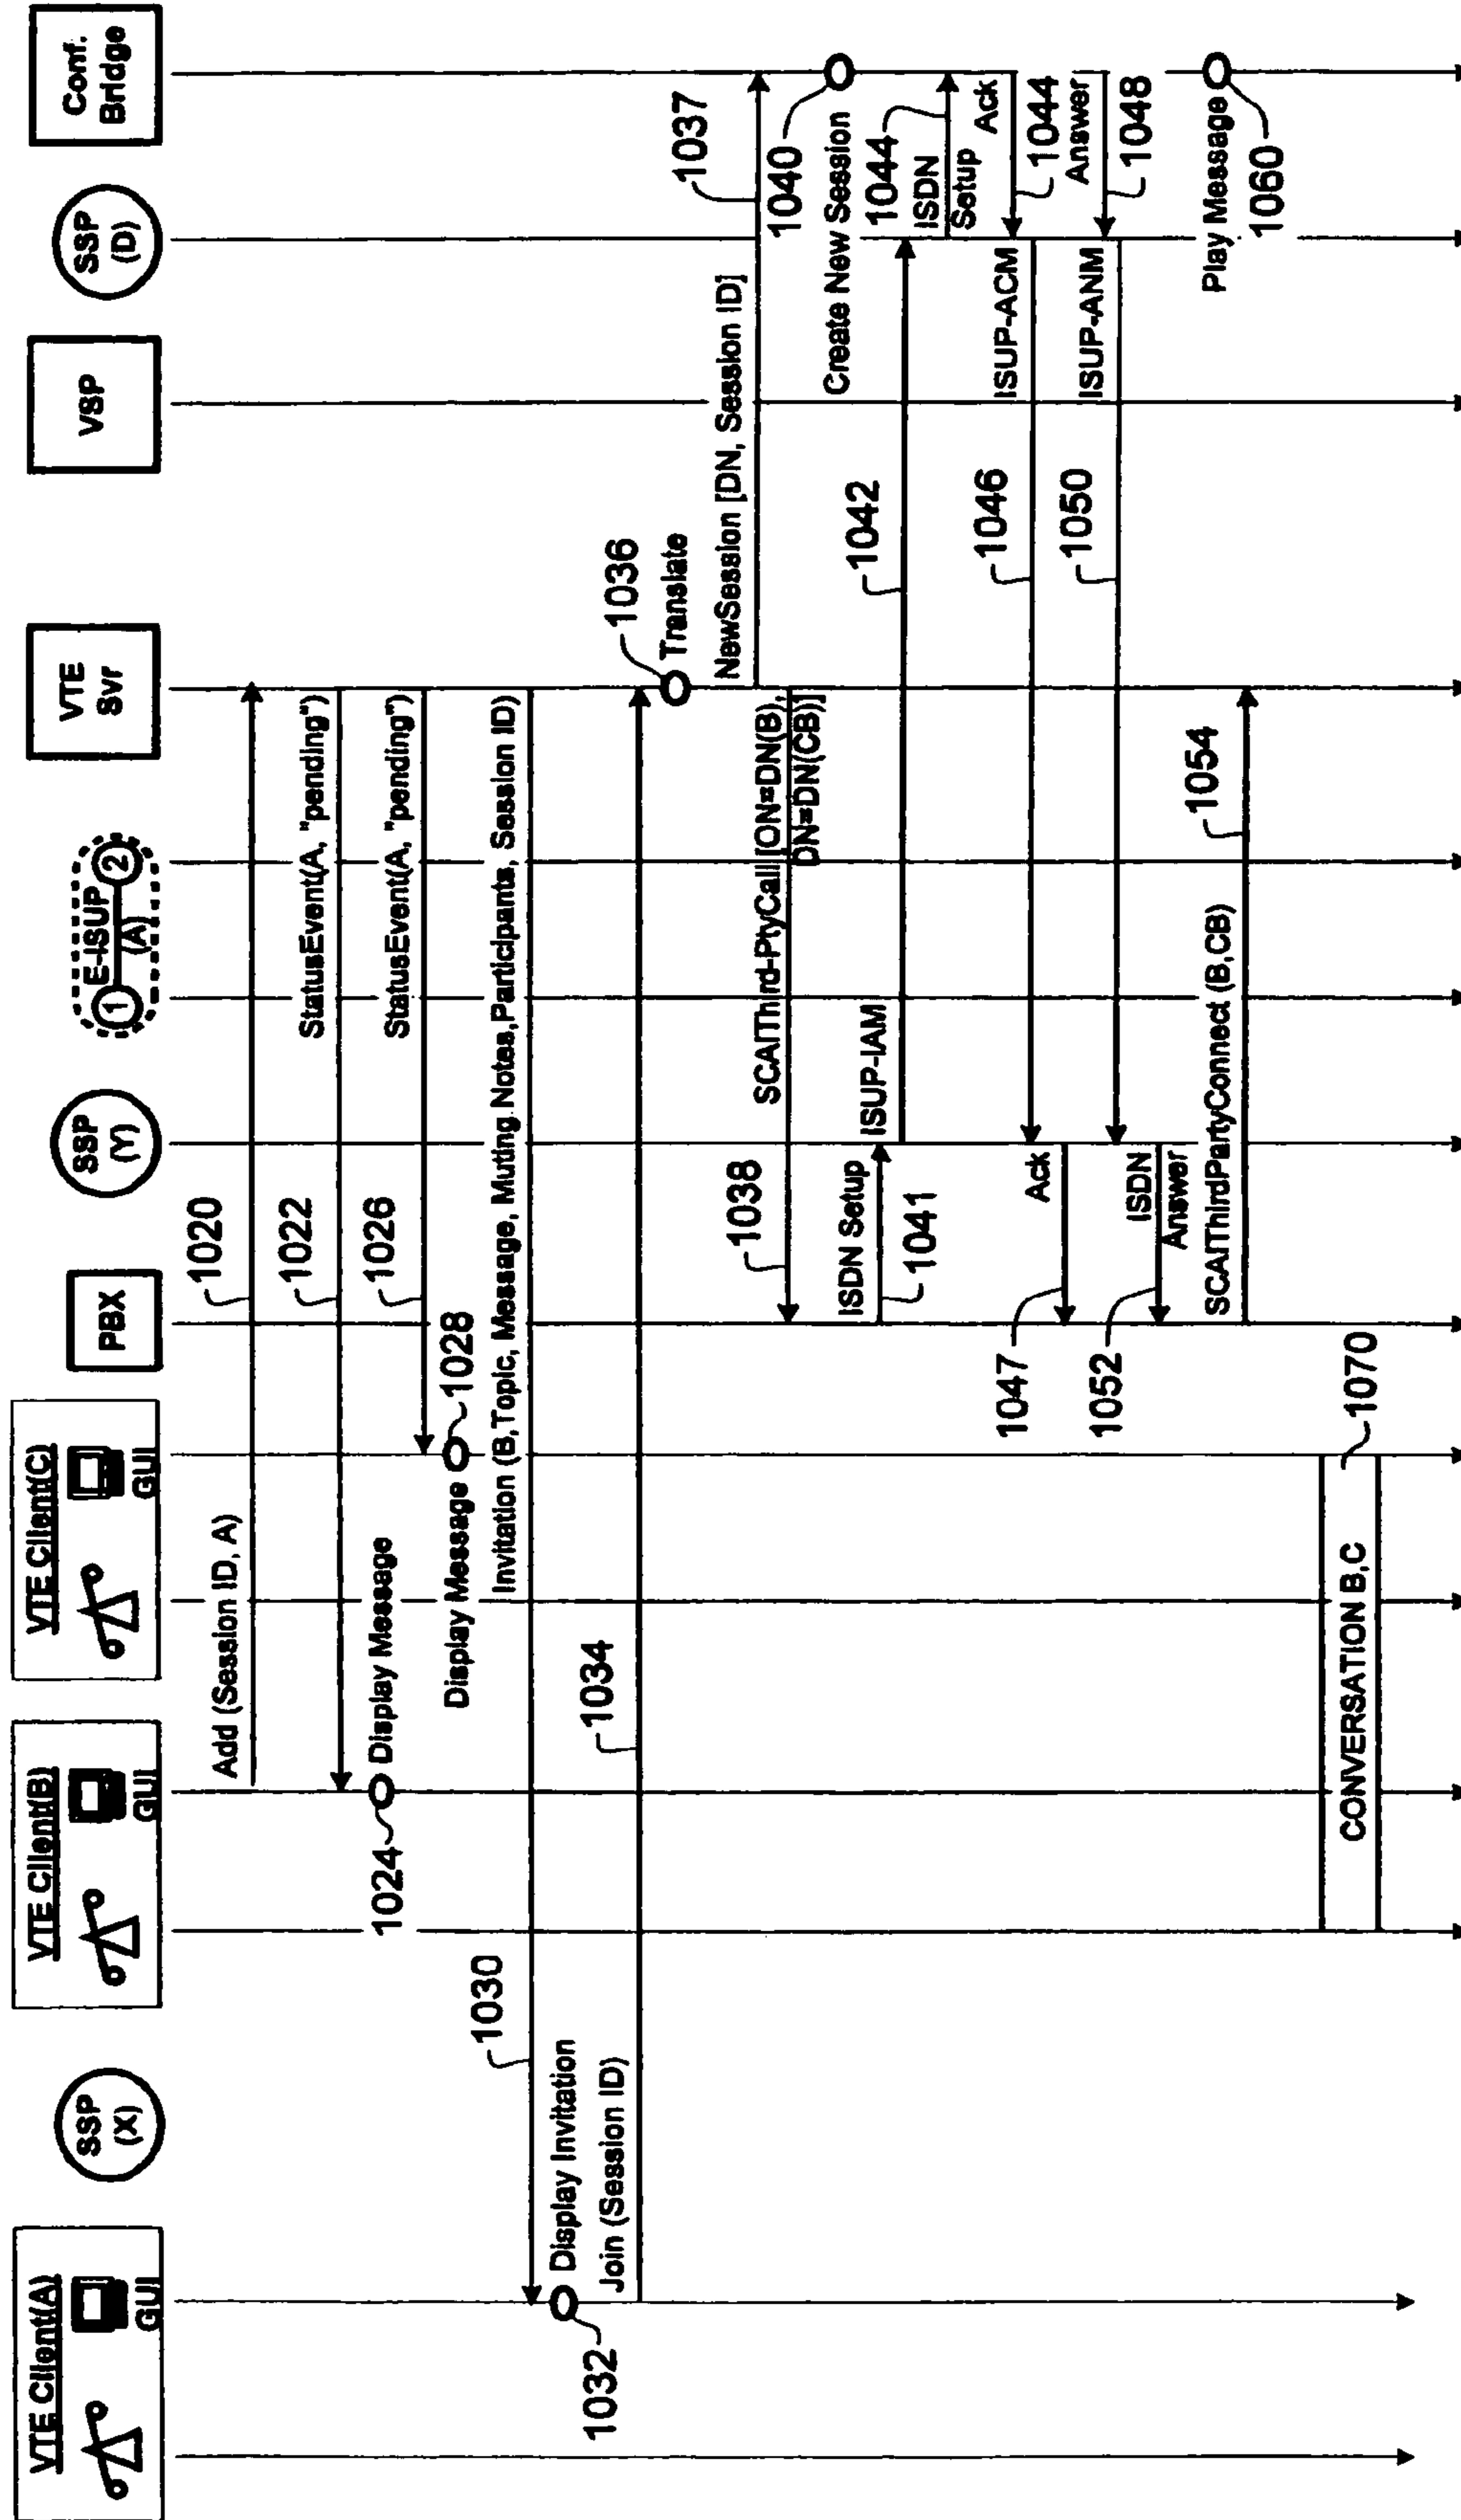 VTE Client(A)
GUI
SSP
(X)
VTE Client(B)
GUI
VTE Client(C)
GUI
PBX
SSP
(Y)
1
E-ISUP
(A)
2
VTE
Svr
VSP
SSP
(D)
Conf.
Bridge
Add (Session ID, A)
1020
1022
StatusEvent(A, "pending")
1024
Display Message
1026
StatusEvent(A, "pending")
Display Message
1028
1030
Invitation (B,Topic, Message, Muting Notes,Participants, Session ID)
1032
Display Invitation
Join (Session ID)
1034
1036
Translate
1037
NewSession [DN, Session ID]
1038
SCAIThird-PtyCall [ON=DN(B),
DN=DN(CB)]
1040
Create New Session
ISDN Setup
1041
ISUP-IAM
1042
1044
ISDN
Setup
Ack
1044
ISUP-ACM
1046
1047
Ack
Answer
1048
ISUP-ANM
1050
1052
ISDN
Answer
SCAIThirdPartyConnect (B,CB)
1054
Play Message
1060
CONVERSATION B,C
1070